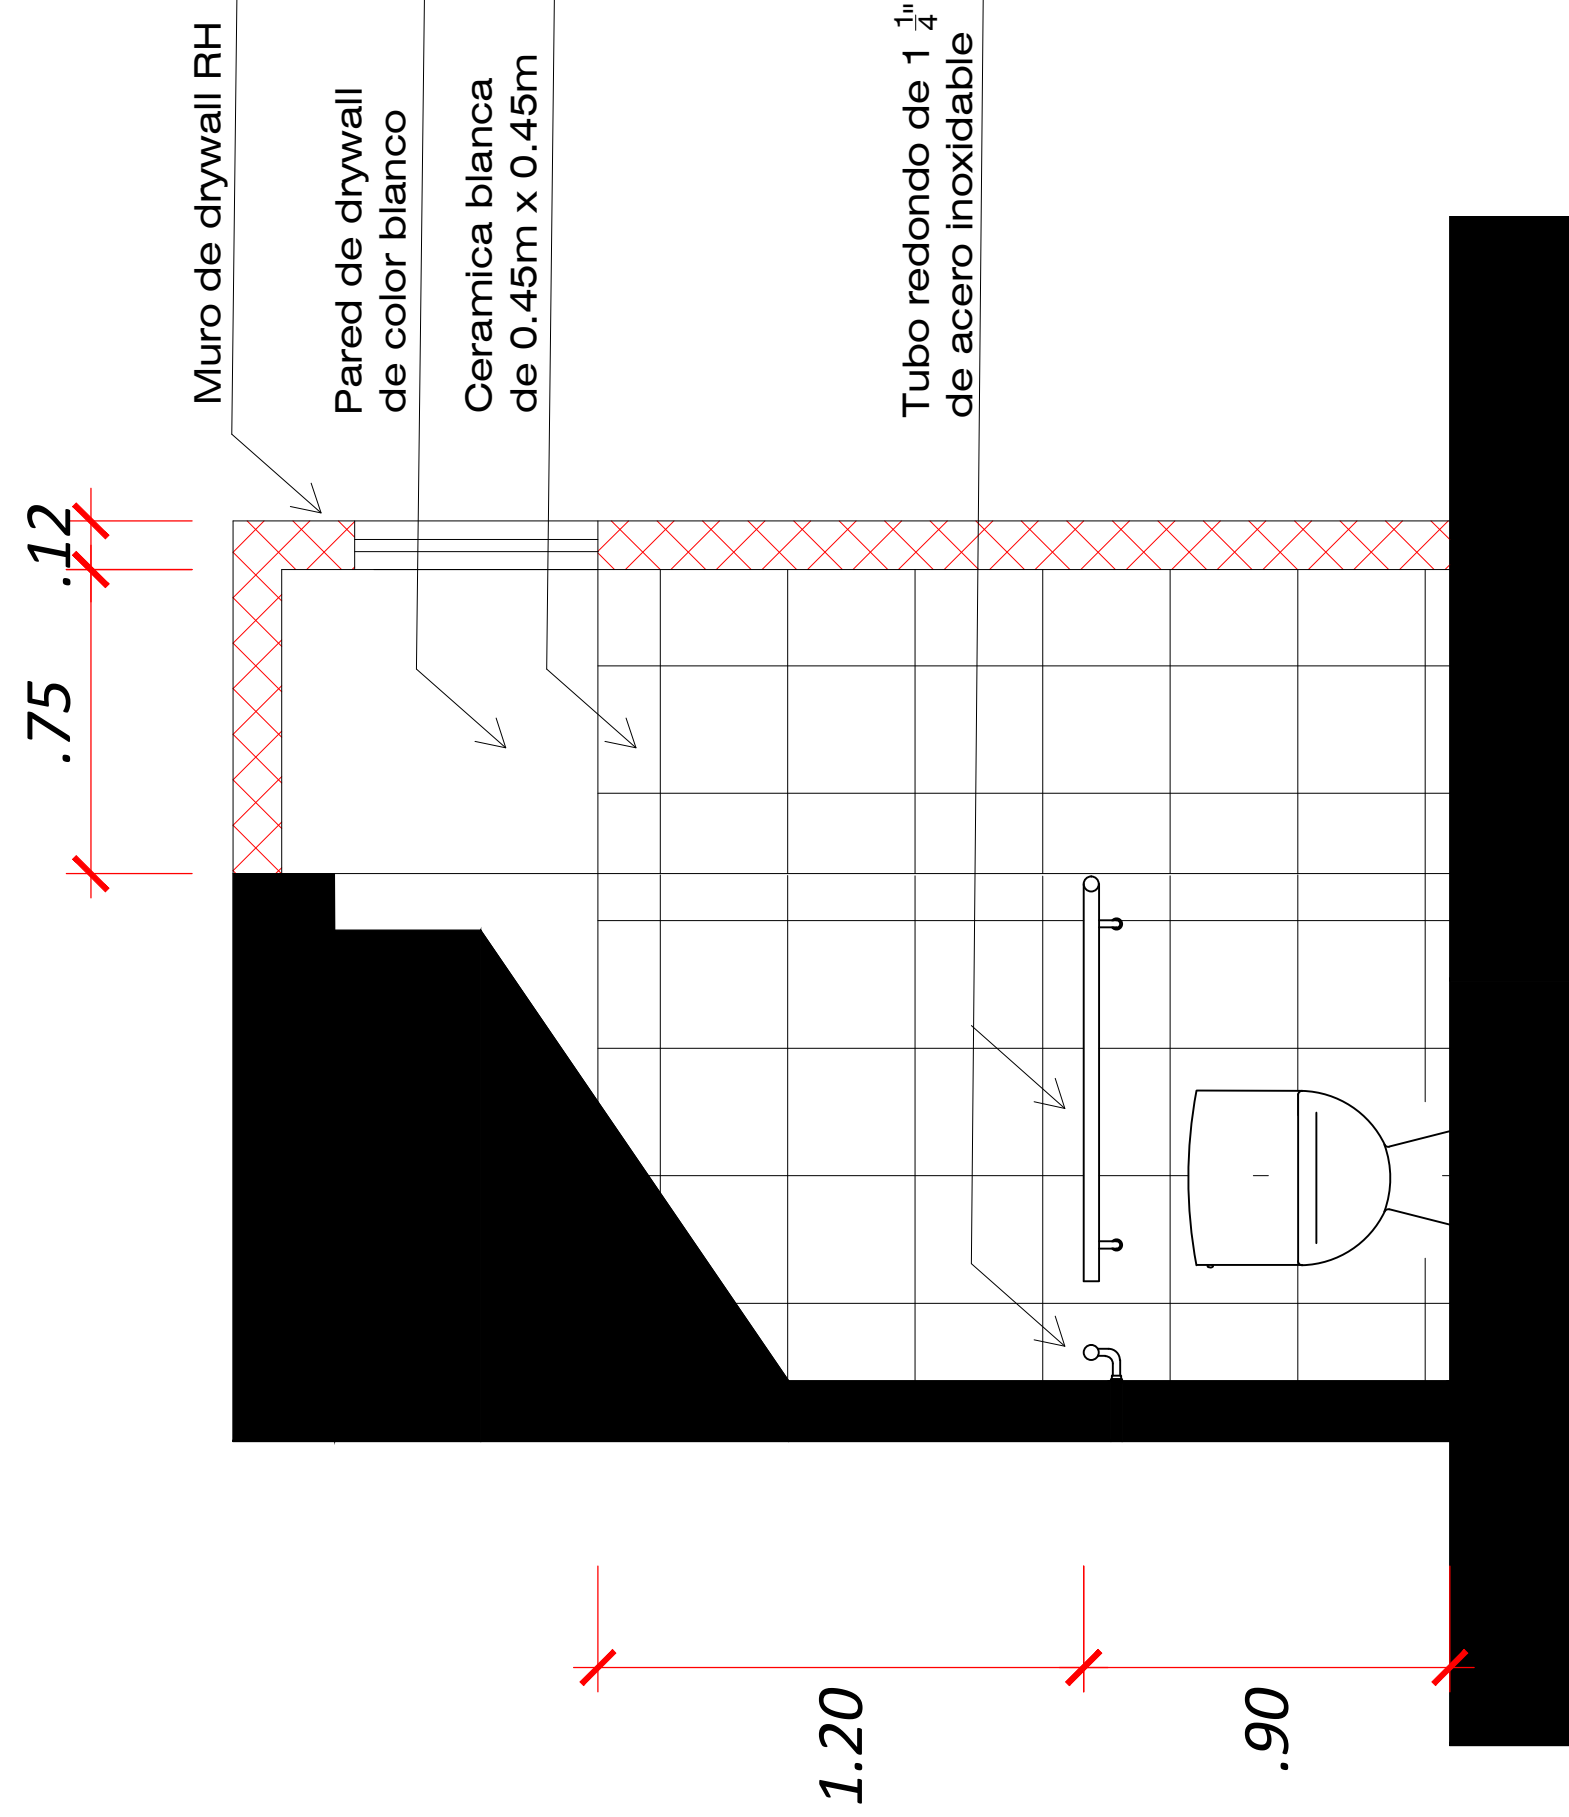 Muro de drywall RH
Pared de drywall
de color blanco
Ceramica blanca
de 0.45m x 0.45m
Tubo redondo de 1 1/4"
de acero inoxidable
.75
.12
1.20
.90